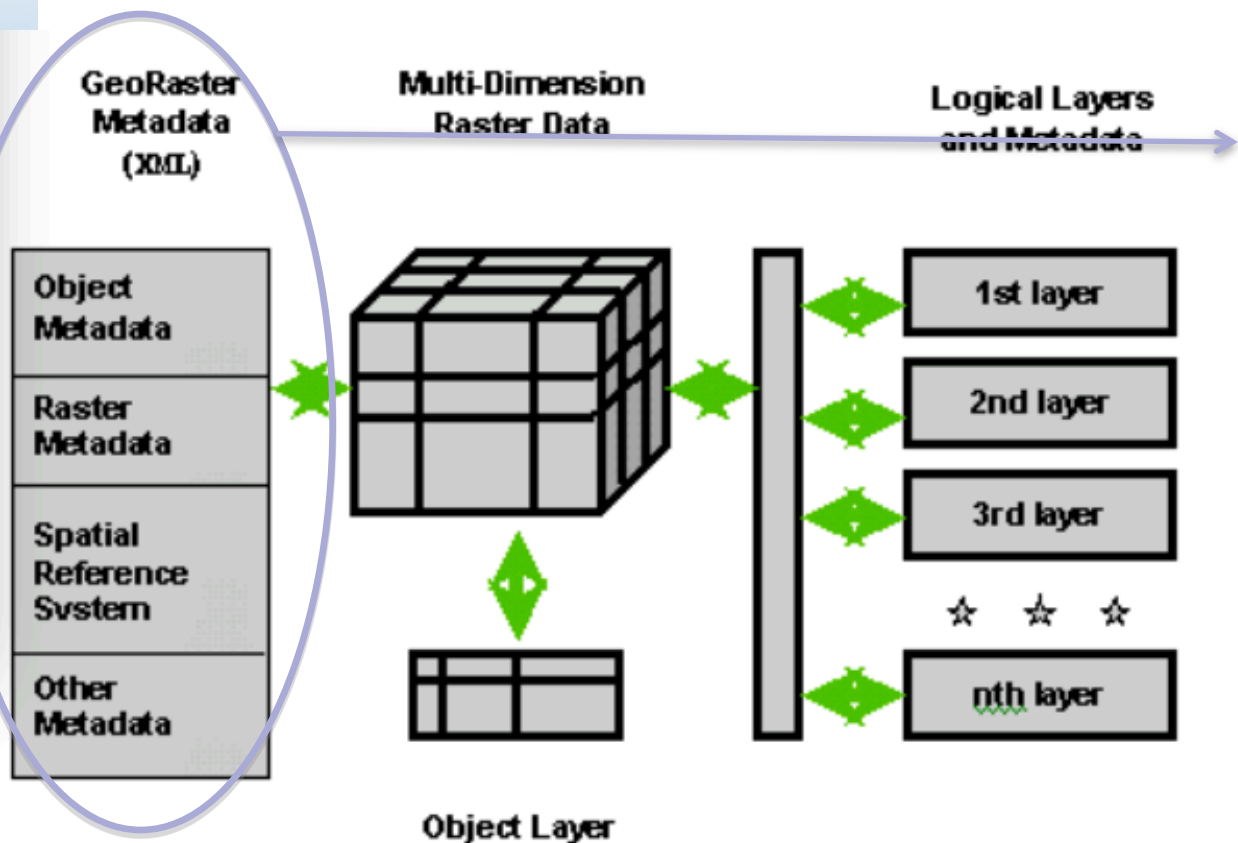 GeoRaster
Metadata
(XML)
Multi-Dimension
Raster Data
Logical Layers
and Metadata
Object
Metadata
Raster
Metadata
Spatial
Reference
System
Other
Metadata
1st layer
2nd layer
3rd layer
nth layer
Object Layer